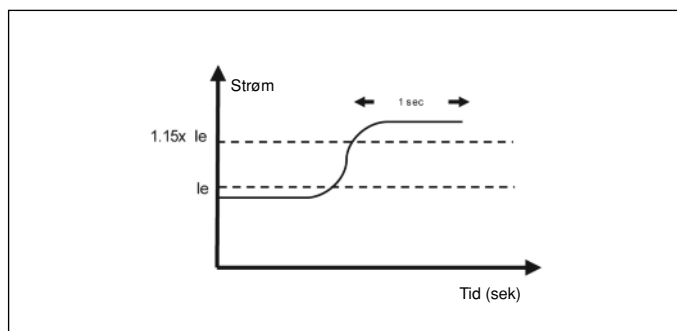 Strøm
1 sec
1.15x Ie
Ie
Tid (sek)